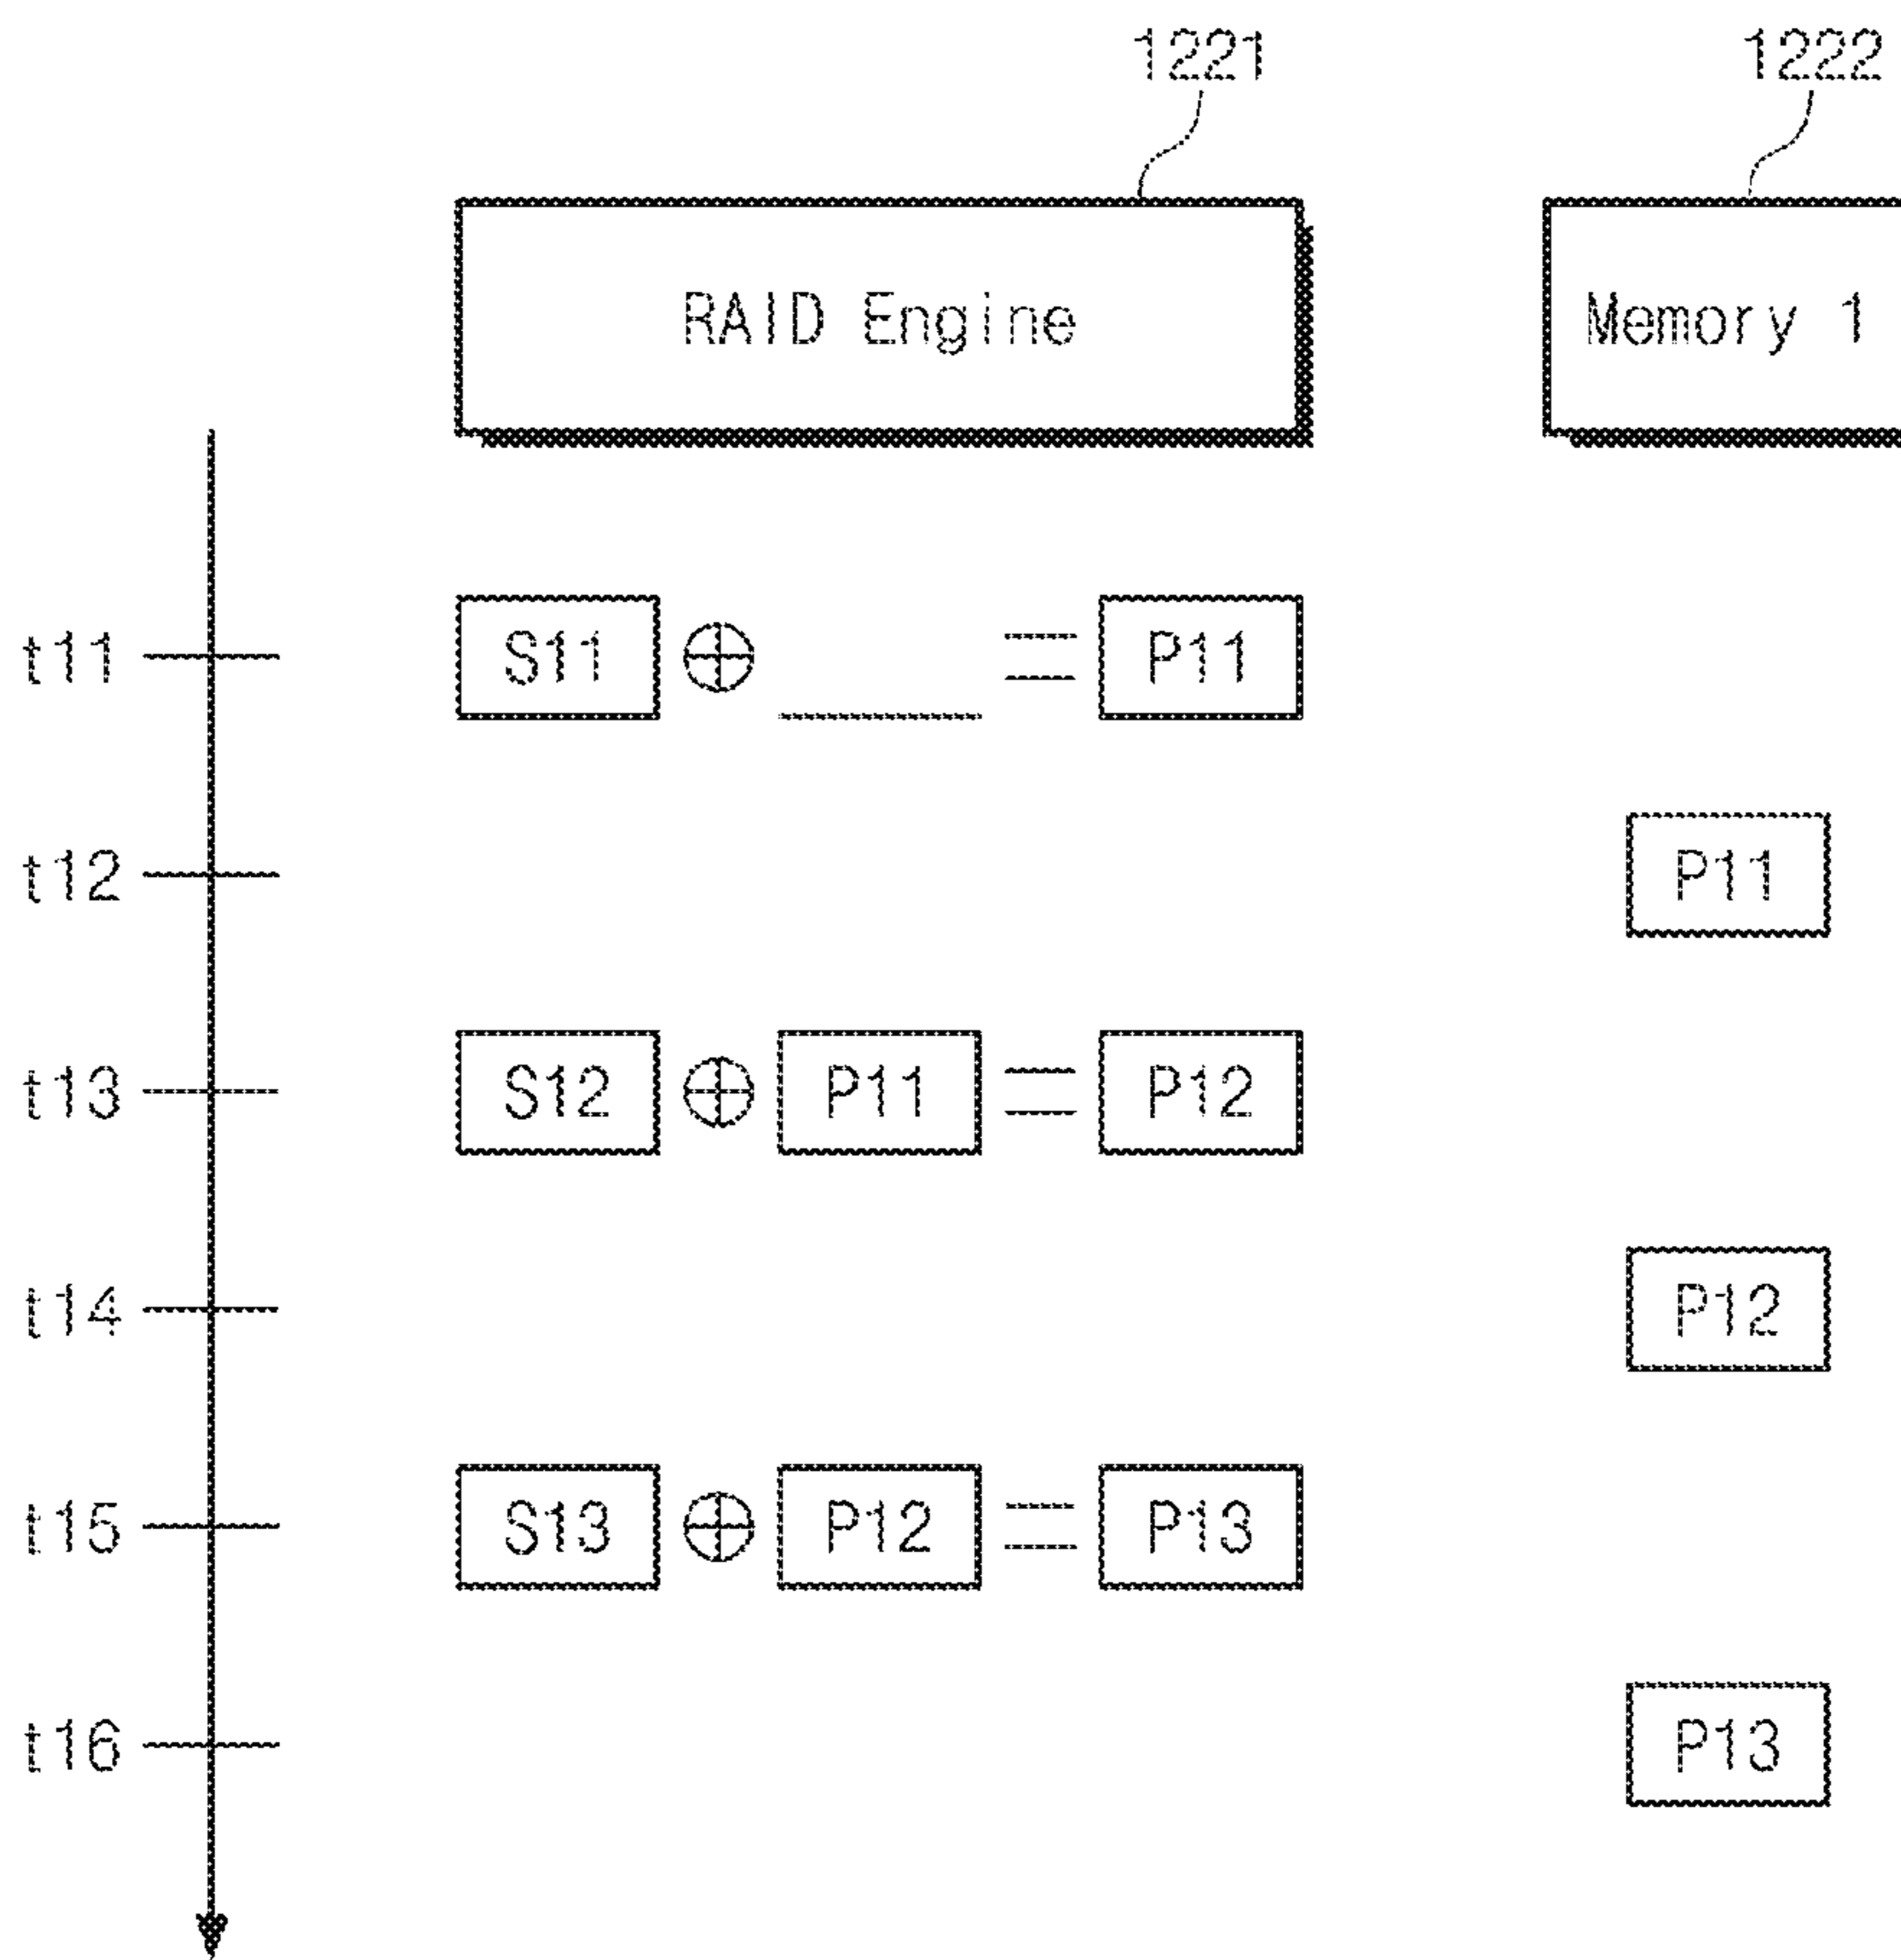 1221 1222
RAID Engine Memory 1
t11 S11 ⊕ ____ = P11
t12 P11
t13 S12 ⊕ P11 = P12
t14 P12
t15 S13 ⊕ P12 = P13
t16 P13